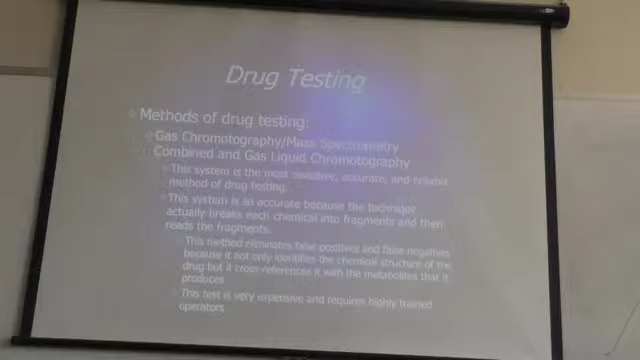 Drug Testing
Methods of drug testing:
Gas Chromotography/Mass Spectrometry
Combined and Gas Liquid Chromotography
This system is the most sensitive, accurate, and reliable
method of drug testing.
This system is so accurate because the technique
actually breaks each chemical into fragments and then
reads the fragments.
This method eliminates false positives and false negatives
because it not only identifies the chemical structure of the
drug but it cross-references it with the metabolites that it
produces
This test is very expensive and requires highly trained
operators